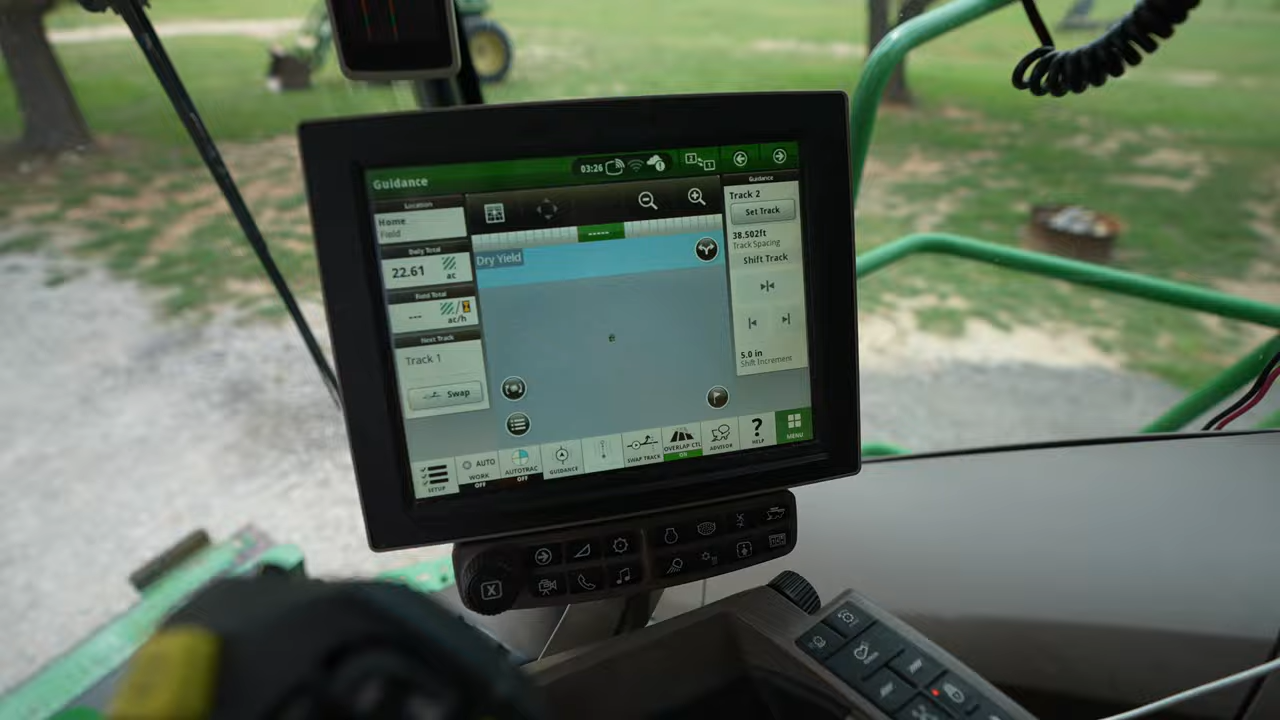 Guidance
03:26
2
1
Location
Home
Field
Daily Total
22.61
ac
Field Total
---
ac/h
Next Track
Track 1
Swap
-----
Dry Yield
Guidance
Track 2
Set Track
38.502ft
Track Spacing
Shift Track
5.0 in
Shift Increment
SETUP
AUTO
WORK
OFF
AUTOTRAC
OFF
GUIDANCE
SWAP TRACK
OVERLAP CTL
ON
ADVISOR
?
HELP
MENU
X